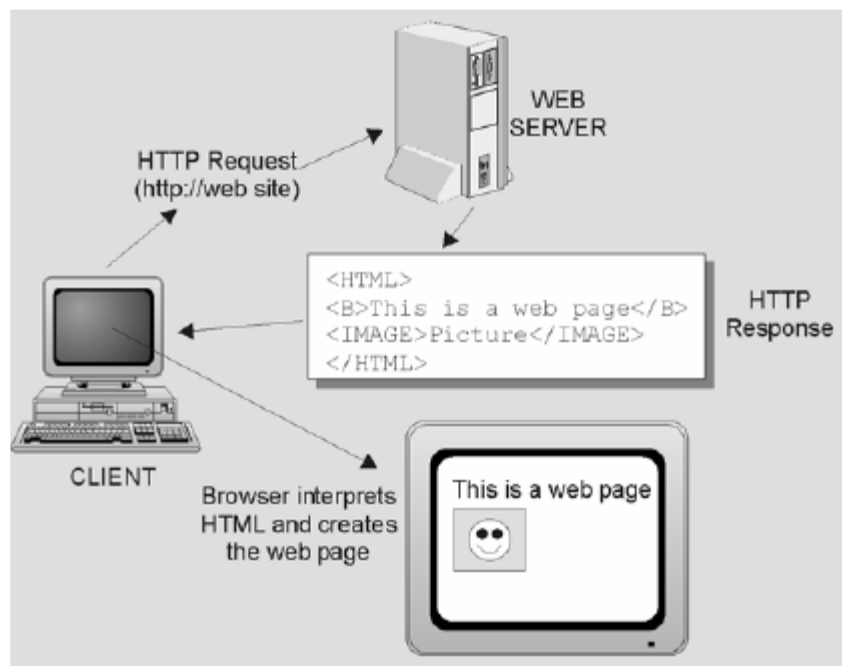 WEB
SERVER
HTTP Request
(http://web site)
<HTML>
<B>This is a web page</B>
<IMAGE>Picture</IMAGE>
</HTML>
HTTP
Response
CLIENT
Browser interprets
HTML and creates
the web page
This is a web page